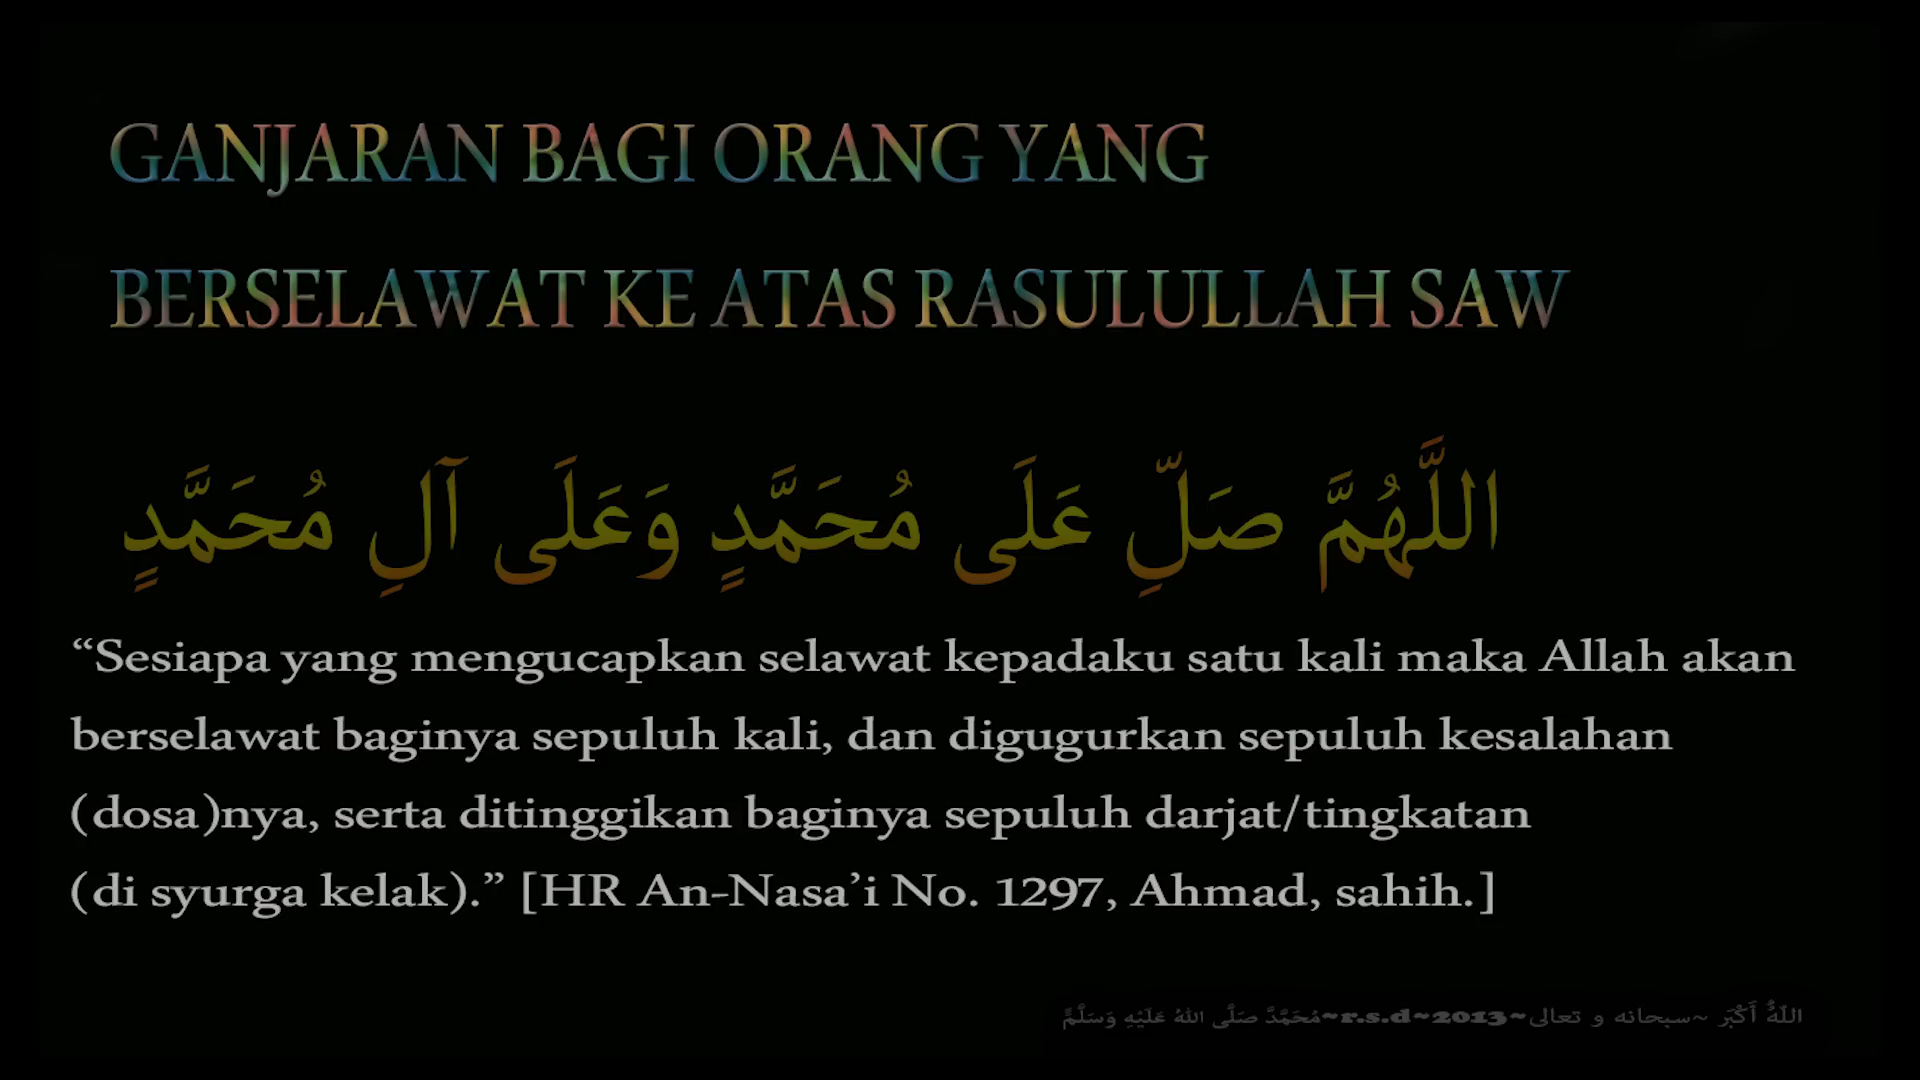 GANJARAN BAGI ORANG YANG
BERSELAWAT KE ATAS RASULULLAH SAW
اللَّهُمَّ صَلِّ عَلَى مُحَمَّدٍ وَعَلَى آلِ مُحَمَّدٍ
“Sesiapa yang mengucapkan selawat kepadaku satu kali maka Allah akan
berselawat baginya sepuluh kali, dan digugurkan sepuluh kesalahan
(dosa)nya, serta ditinggikan baginya sepuluh darjat/tingkatan
(di syurga kelak).” [HR An-Nasa’i No. 1297, Ahmad, sahih.]
اللّهُ أَكْبَر ~سبحانه و تعالى~r.s.d~2013~مُحَمَّدَّ صَلَّى اللهُ عَلَيْهِ وَسَلَّمَّ